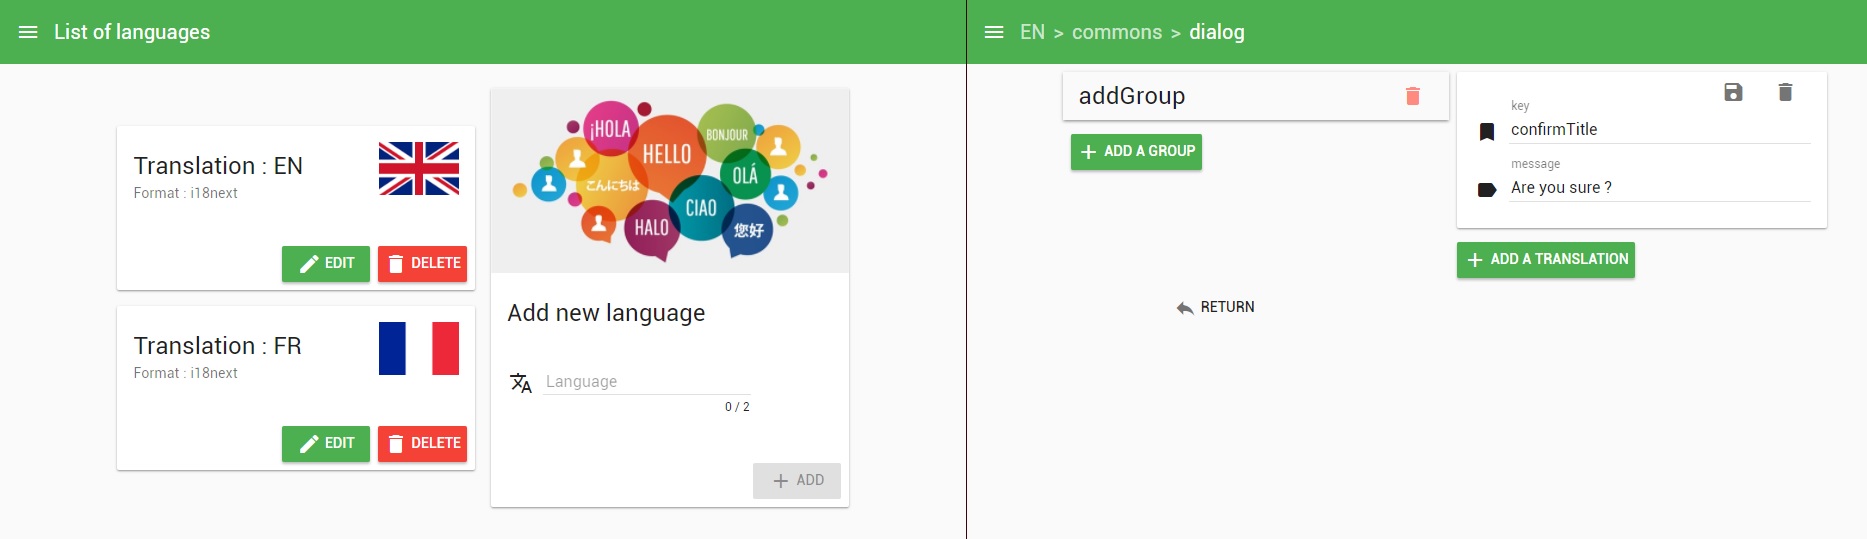 List of languages
Translation : EN
Format : i18next
EDIT
DELETE
Translation : FR
Format : i18next
EDIT
DELETE
¡HOLA
HELLO
BONJOUR
こんにちは
OLÁ
CIAO
HALO
您好
Add new language
Language
0 / 2
ADD
EN > commons > dialog
addGroup
ADD A GROUP
RETURN
key
confirmTitle
message
Are you sure ?
ADD A TRANSLATION